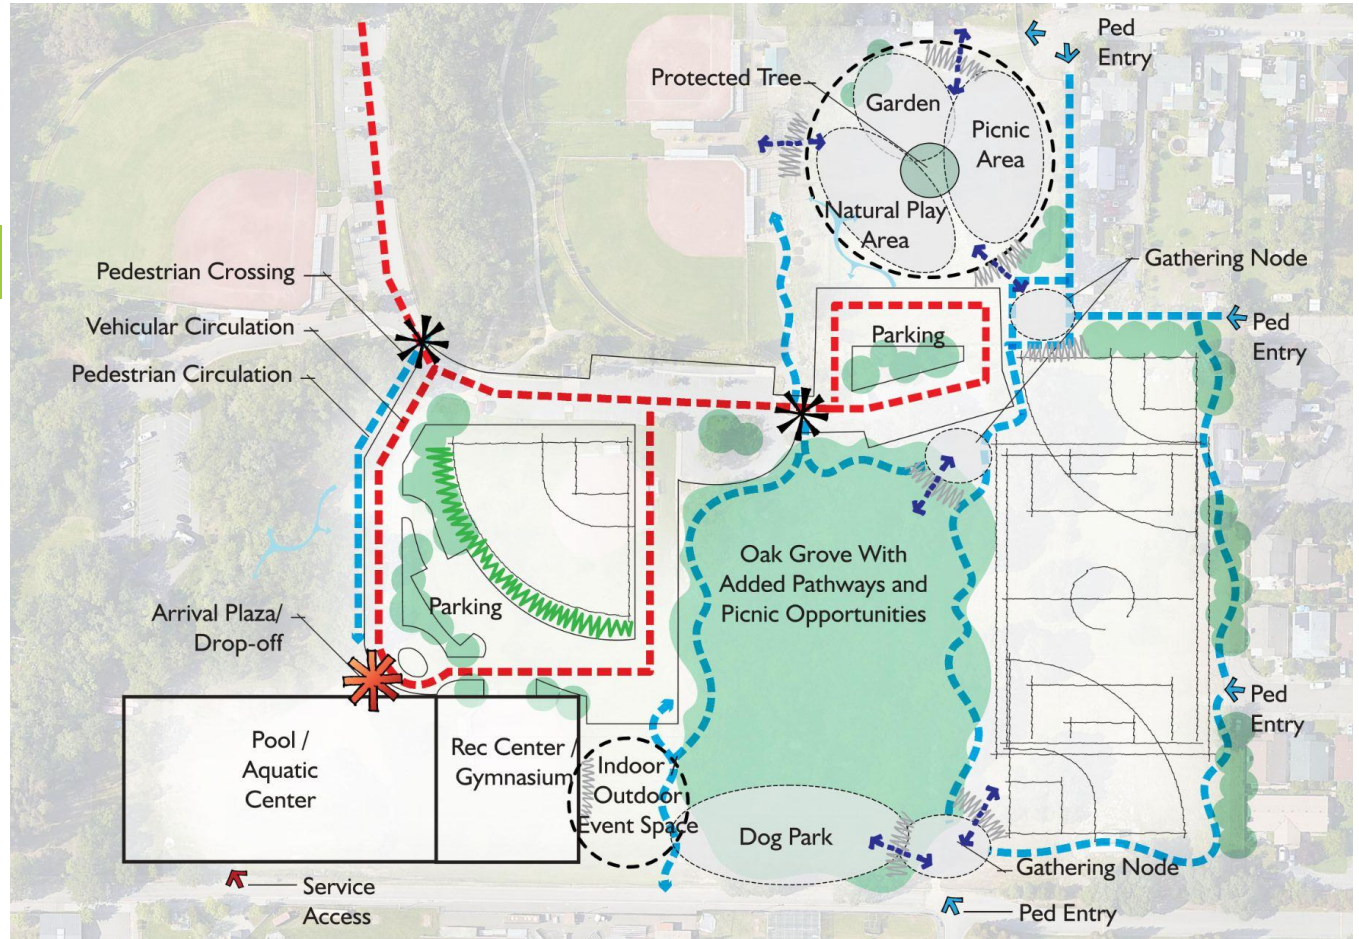 Ped
Entry
Protected Tree
Garden
Picnic
Area
Natural Play
Area
Pedestrian Crossing
Gathering Node
Vehicular Circulation
Parking
Ped
Entry
Pedestrian Circulation
Oak Grove With
Added Pathways and
Picnic Opportunities
Parking
Arrival Plaza/
Drop-off
Ped
Entry
Pool /
Aquatic
Center
Rec Center /
Gymnasium
Indoor
Outdoor
Event Space
Dog Park
Gathering Node
Service
Access
Ped Entry